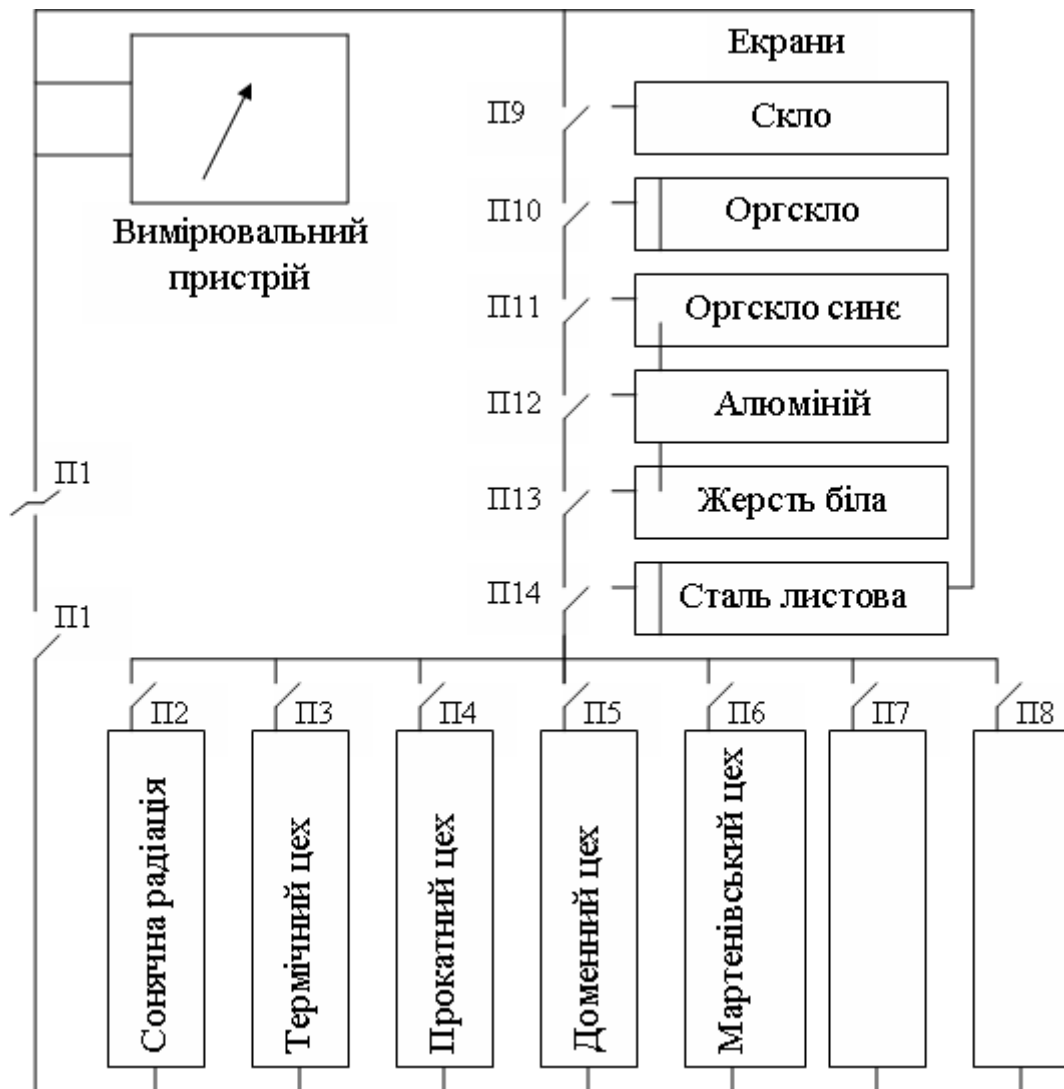 Екрани
П9
Скло
П10
Оргскло
Вимірювальний
пристрій
П11
Оргскло синє
П12
Алюміній
П1
П13
Жерсть біла
П14
Сталь листова
П1
П2
П3
П4
П5
П6
П7
П8
Сонячна радіація
Термічний цех
Прокатний цех
Доменний цех
Мартенівський цех